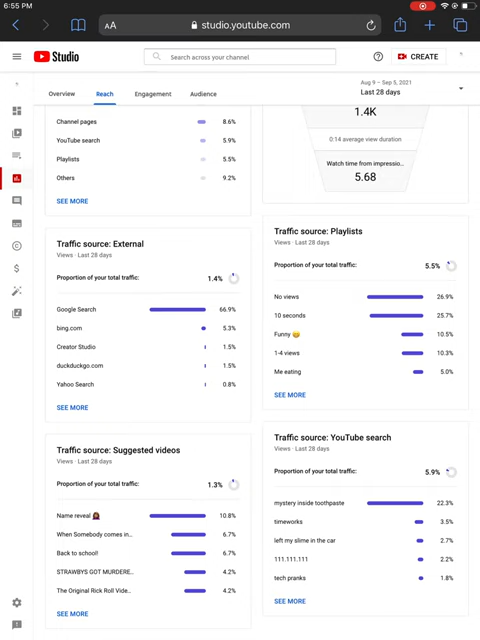 6:55 PM
AA
studio.youtube.com
Studio
Search across your channel
CREATE
Overview
Reach
Engagement
Audience
Aug 9 – Sep 5, 2021
Last 28 days
Channel pages 8.6%
YouTube search 5.9%
Playlists 5.5%
Others 9.2%
SEE MORE
1.4K
0:14 average view duration
Watch time from impressio...
5.68
Traffic source: External
Views · Last 28 days
Proportion of your total traffic: 1.4%
Google Search 66.9%
bing.com 5.3%
Creator Studio 1.5%
duckduckgo.com 1.5%
Yahoo Search 0.8%
SEE MORE
Traffic source: Playlists
Views · Last 28 days
Proportion of your total traffic: 5.5%
No views 26.9%
10 seconds 25.7%
Funny 😄 10.5%
1-4 views 10.3%
Me eating 5.0%
SEE MORE
Traffic source: Suggested videos
Views · Last 28 days
Proportion of your total traffic: 1.3%
Name reveal 10.8%
When Somebody comes in... 6.7%
Back to school! 6.7%
STRAWBYS GOT MURDERE... 4.2%
The Original Rick Roll Vide... 4.2%
SEE MORE
Traffic source: YouTube search
Views · Last 28 days
Proportion of your total traffic: 5.9%
mystery inside toothpaste 22.3%
timeworks 3.5%
left my slime in the car 2.7%
111.111.111 2.2%
tech pranks 1.8%
SEE MORE